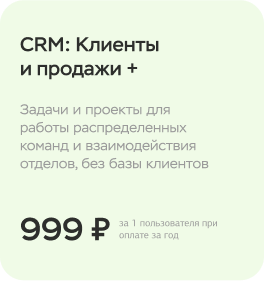 CRM: Клиенты
и продажи +
Задачи и проекты для
работы распределенных
команд и взаимодействия
отделов, без базы клиентов
999 ₽
за 1 пользователя при
оплате за год